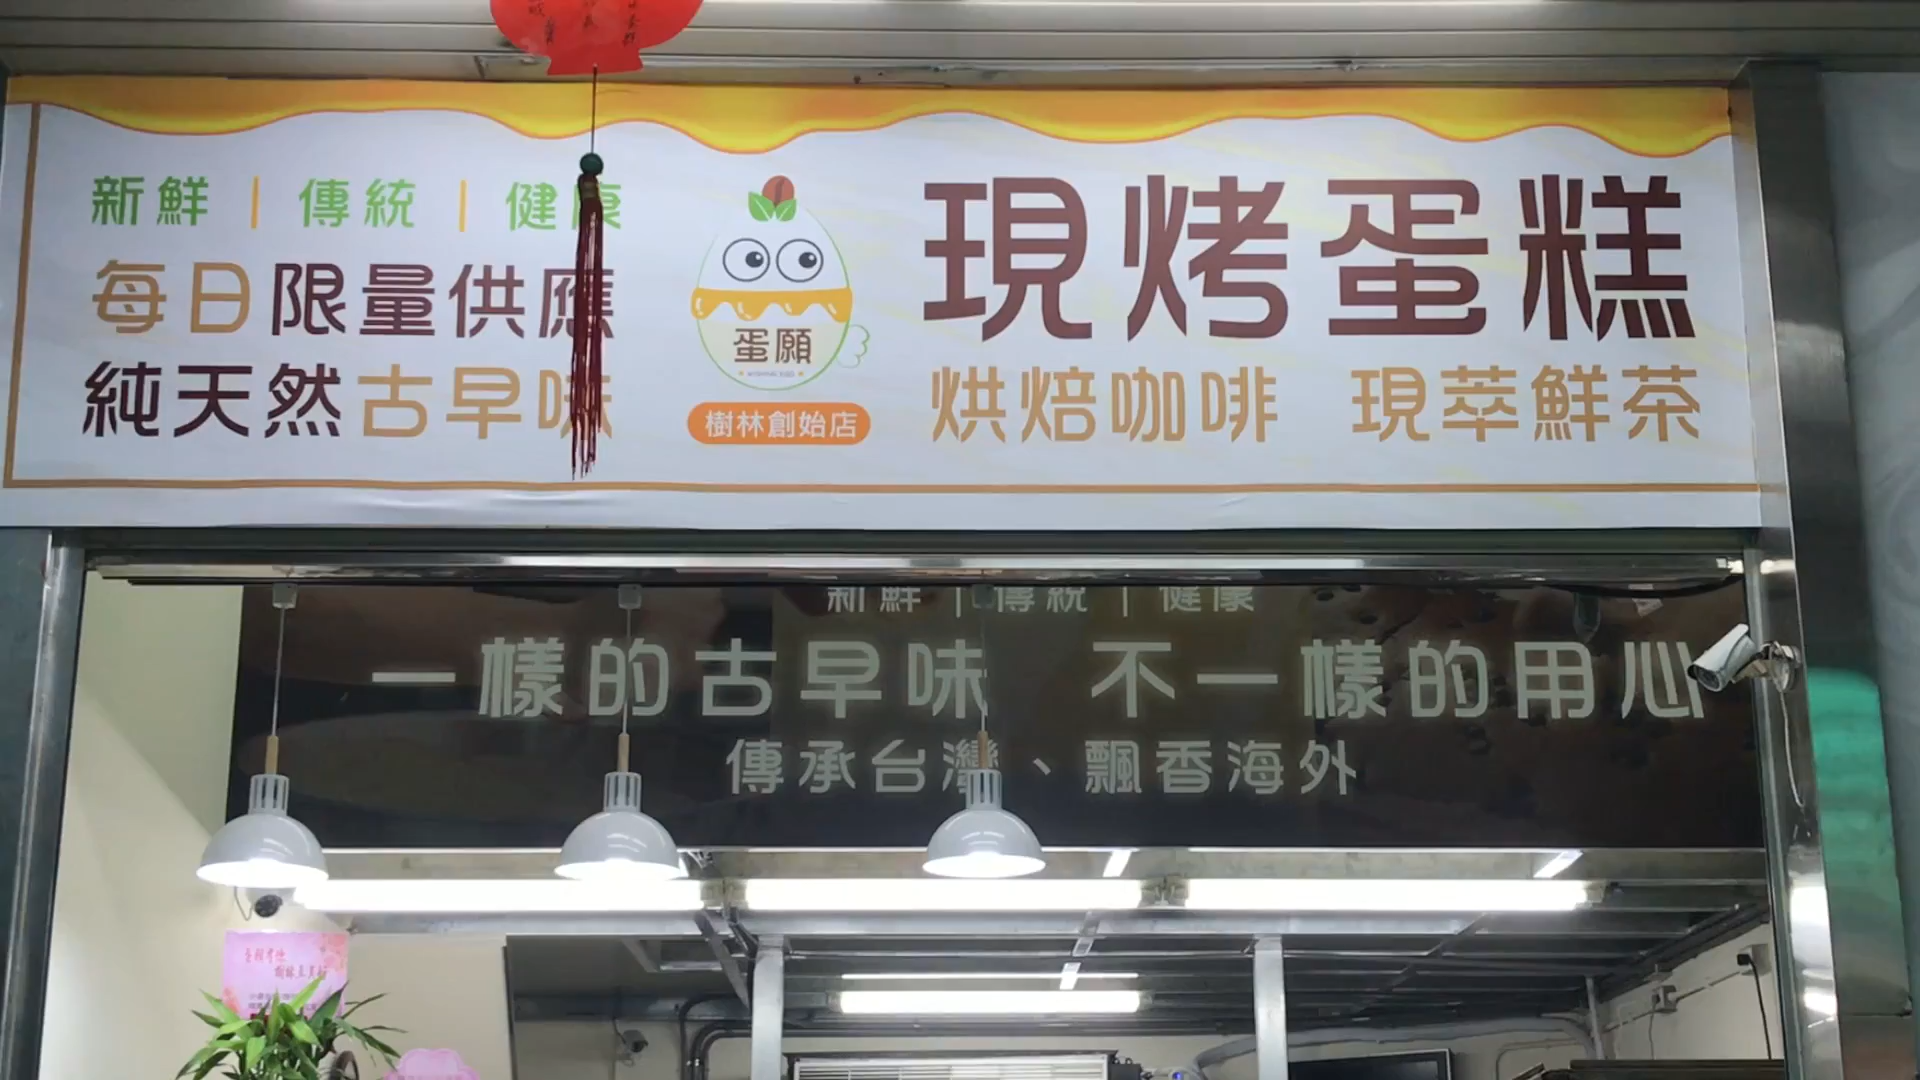 新鮮 | 傳統 | 健康
每日限量供應
純天然古早味
蛋願
樹林創始店
現烤蛋糕
烘焙咖啡 現萃鮮茶
新鮮 | 傳統 | 健康
一樣的古早味 不一樣的用心
傳承台灣、飄香海外